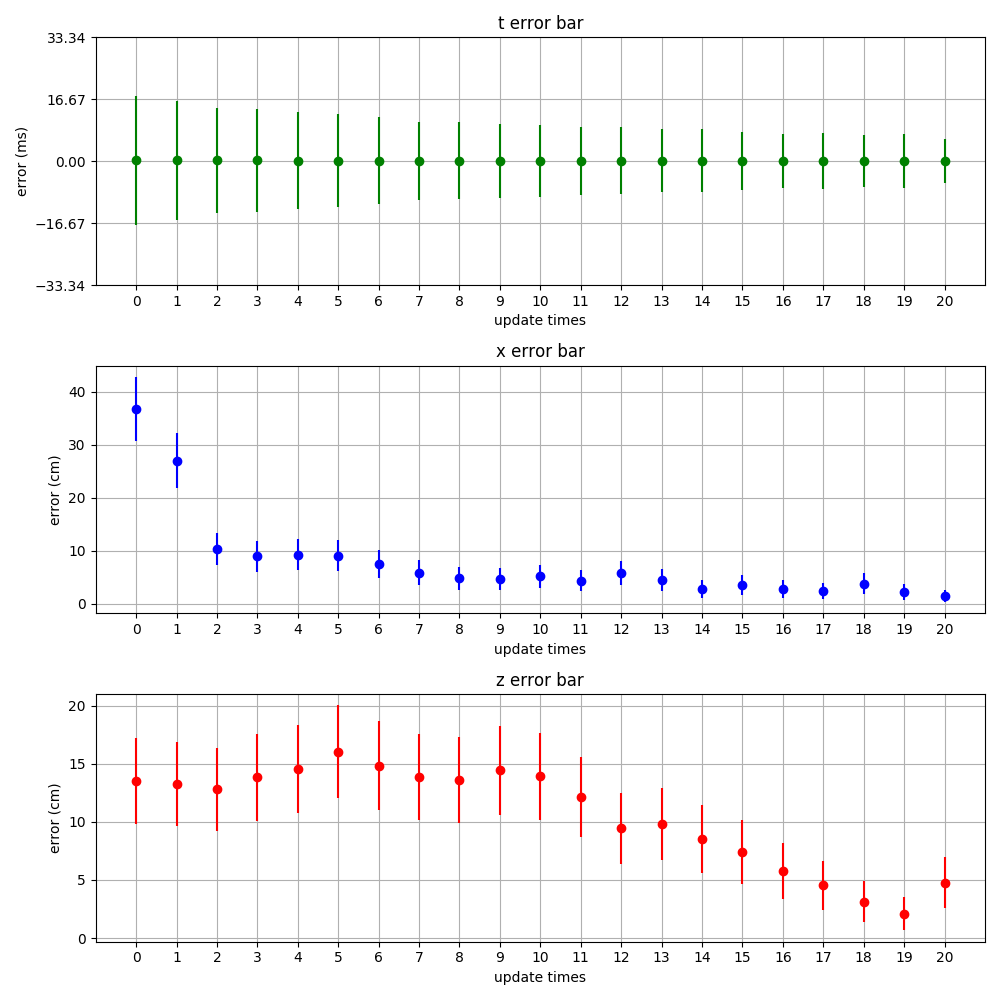 t error bar
33.34
16.67
0.00
−16.67
−33.34
error (ms)
0 1 2 3 4 5 6 7 8 9 10 11 12 13 14 15 16 17 18 19 20
update times
x error bar
40
30
20
10
0
error (cm)
0 1 2 3 4 5 6 7 8 9 10 11 12 13 14 15 16 17 18 19 20
update times
z error bar
20
15
10
5
0
error (cm)
0 1 2 3 4 5 6 7 8 9 10 11 12 13 14 15 16 17 18 19 20
update times